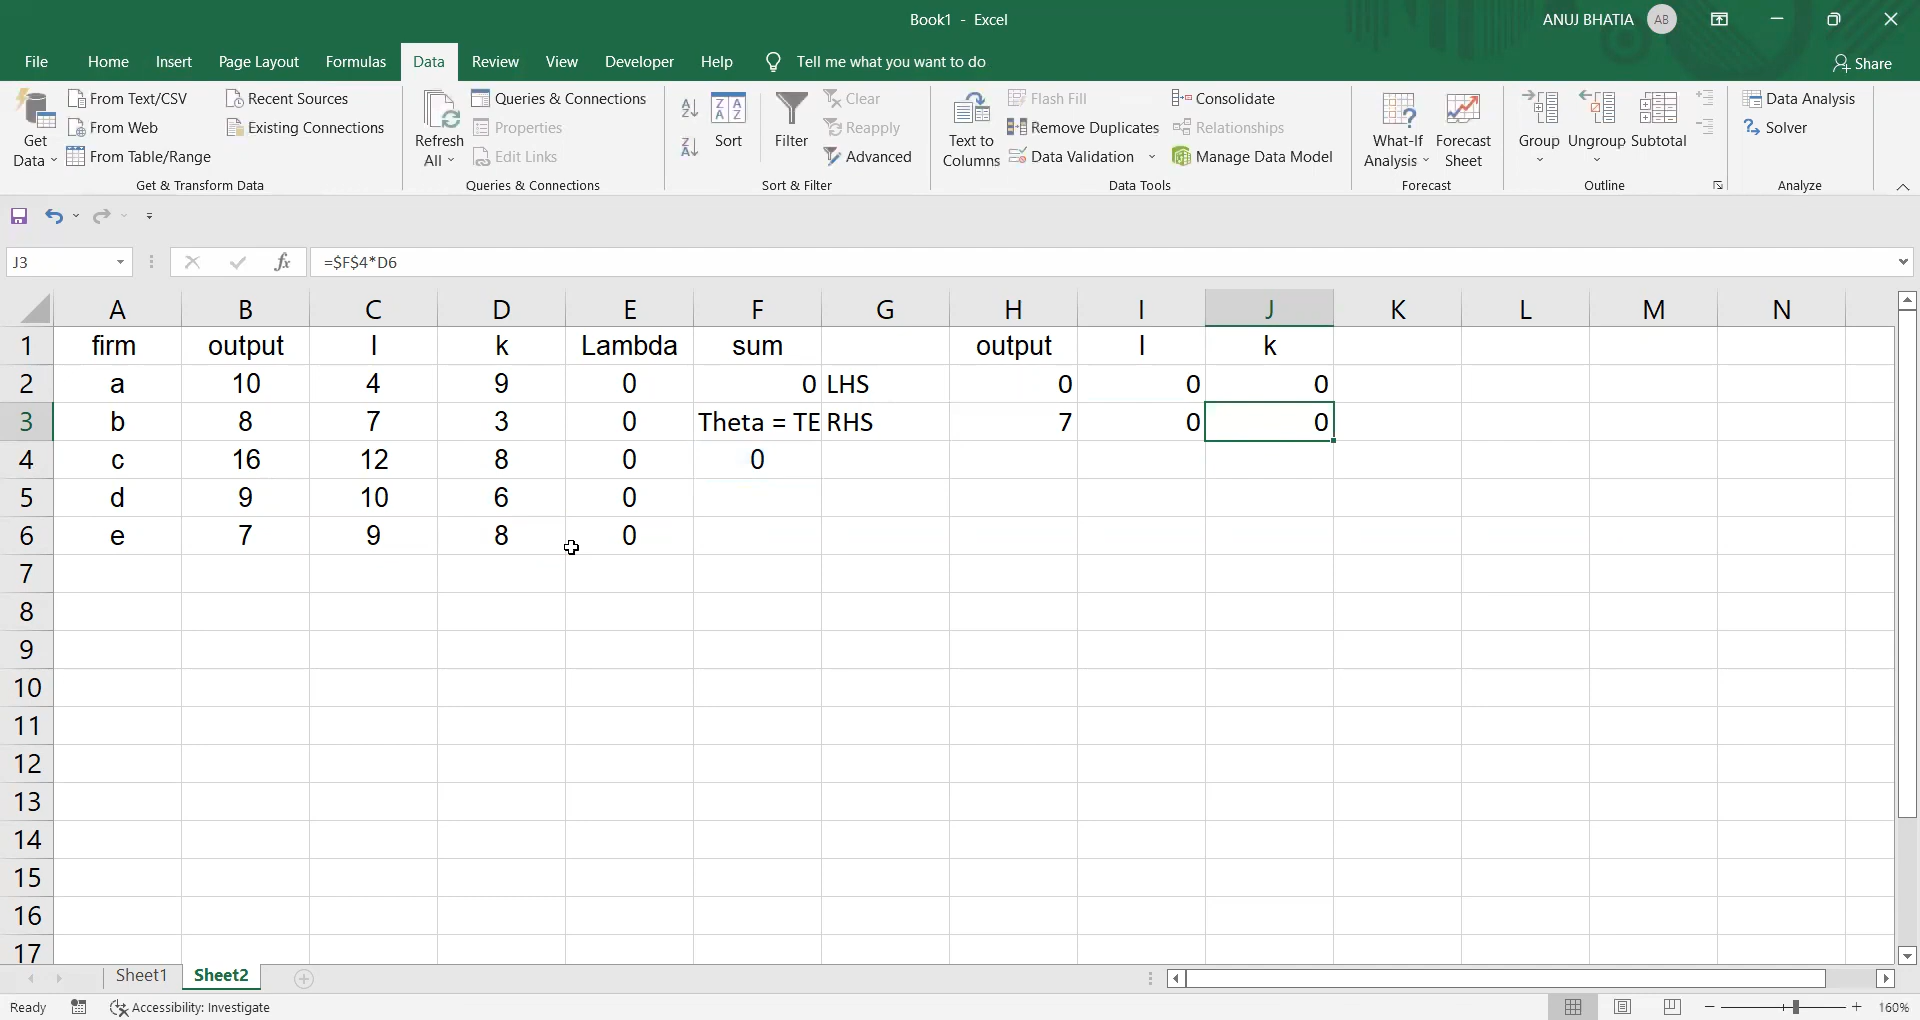 Book1 - Excel
ANUJ BHATIA AB
File Home Insert Page Layout Formulas Data Review View Developer Help Tell me what you want to do Share
Get Data
From Text/CSV
From Web
From Table/Range
Recent Sources
Existing Connections
Get & Transform Data
Refresh All
Queries & Connections
Properties
Edit Links
Queries & Connections
Sort
Filter
Clear
Reapply
Advanced
Sort & Filter
Text to Columns
Flash Fill
Remove Duplicates
Data Validation
Consolidate
Relationships
Manage Data Model
Data Tools
What-If Analysis
Forecast Sheet
Forecast
Group
Ungroup
Subtotal
Outline
Data Analysis
Solver
Analyze
J3 fx =$F$4*D6
A B C D E F G H I J K L M N
1 firm output l k Lambda sum output l k
2 a 10 4 9 0 0 LHS 0 0 0
3 b 8 7 3 0 Theta = TE RHS 7 0 0
4 c 16 12 8 0 0
5 d 9 10 6 0
6 e 7 9 8 0
7
8
9
10
11
12
13
14
15
16
17
Sheet1 Sheet2
Ready Accessibility: Investigate 160%